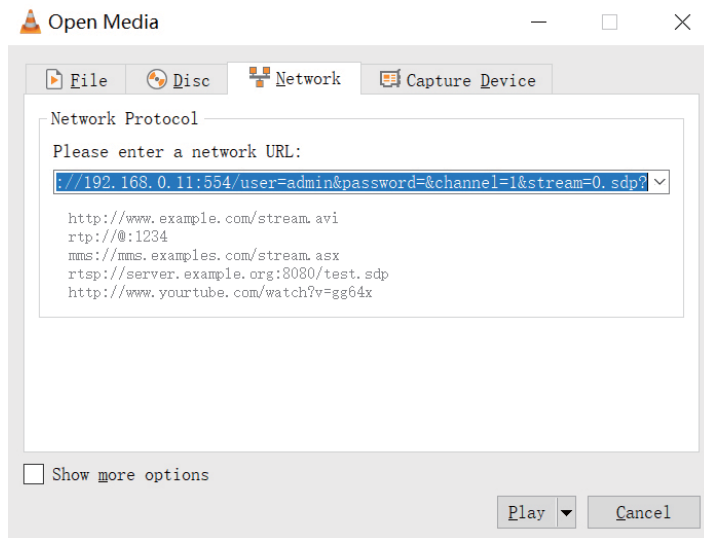 Open Media
File Disc Network Capture Device
Network Protocol
Please enter a network URL:
://192.168.0.11:554/user=admin&password=&channel=1&stream=0.sdp?
http://www.example.com/stream.avi
rtp://@:1234
mms://mms.examples.com/stream.asx
rtsp://server.example.org:8080/test.sdp
http://www.yourtube.com/watch?v=gg64x
Show more options
Play Cancel